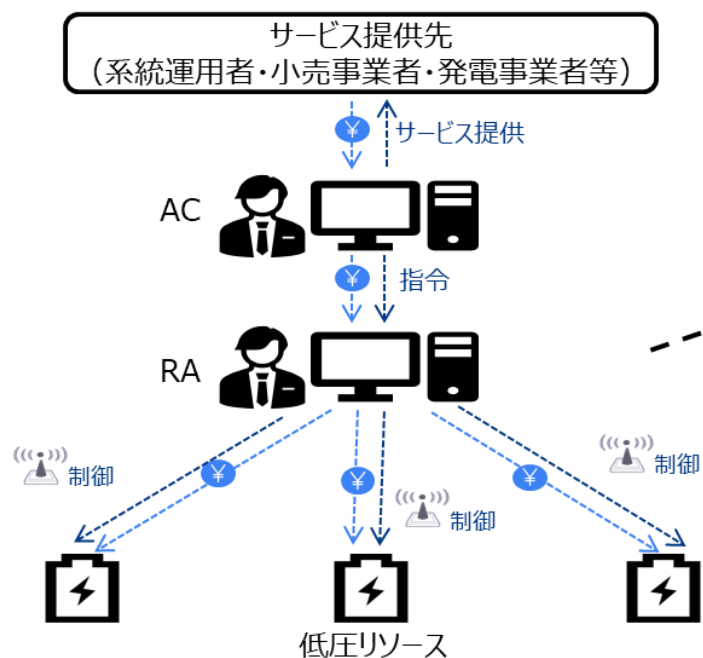 サービス提供先
（系統運用者・小売事業者・発電事業者等）
¥
サービス提供
AC
¥
指令
RA
制御
¥
¥
制御
¥
制御
低圧リソース